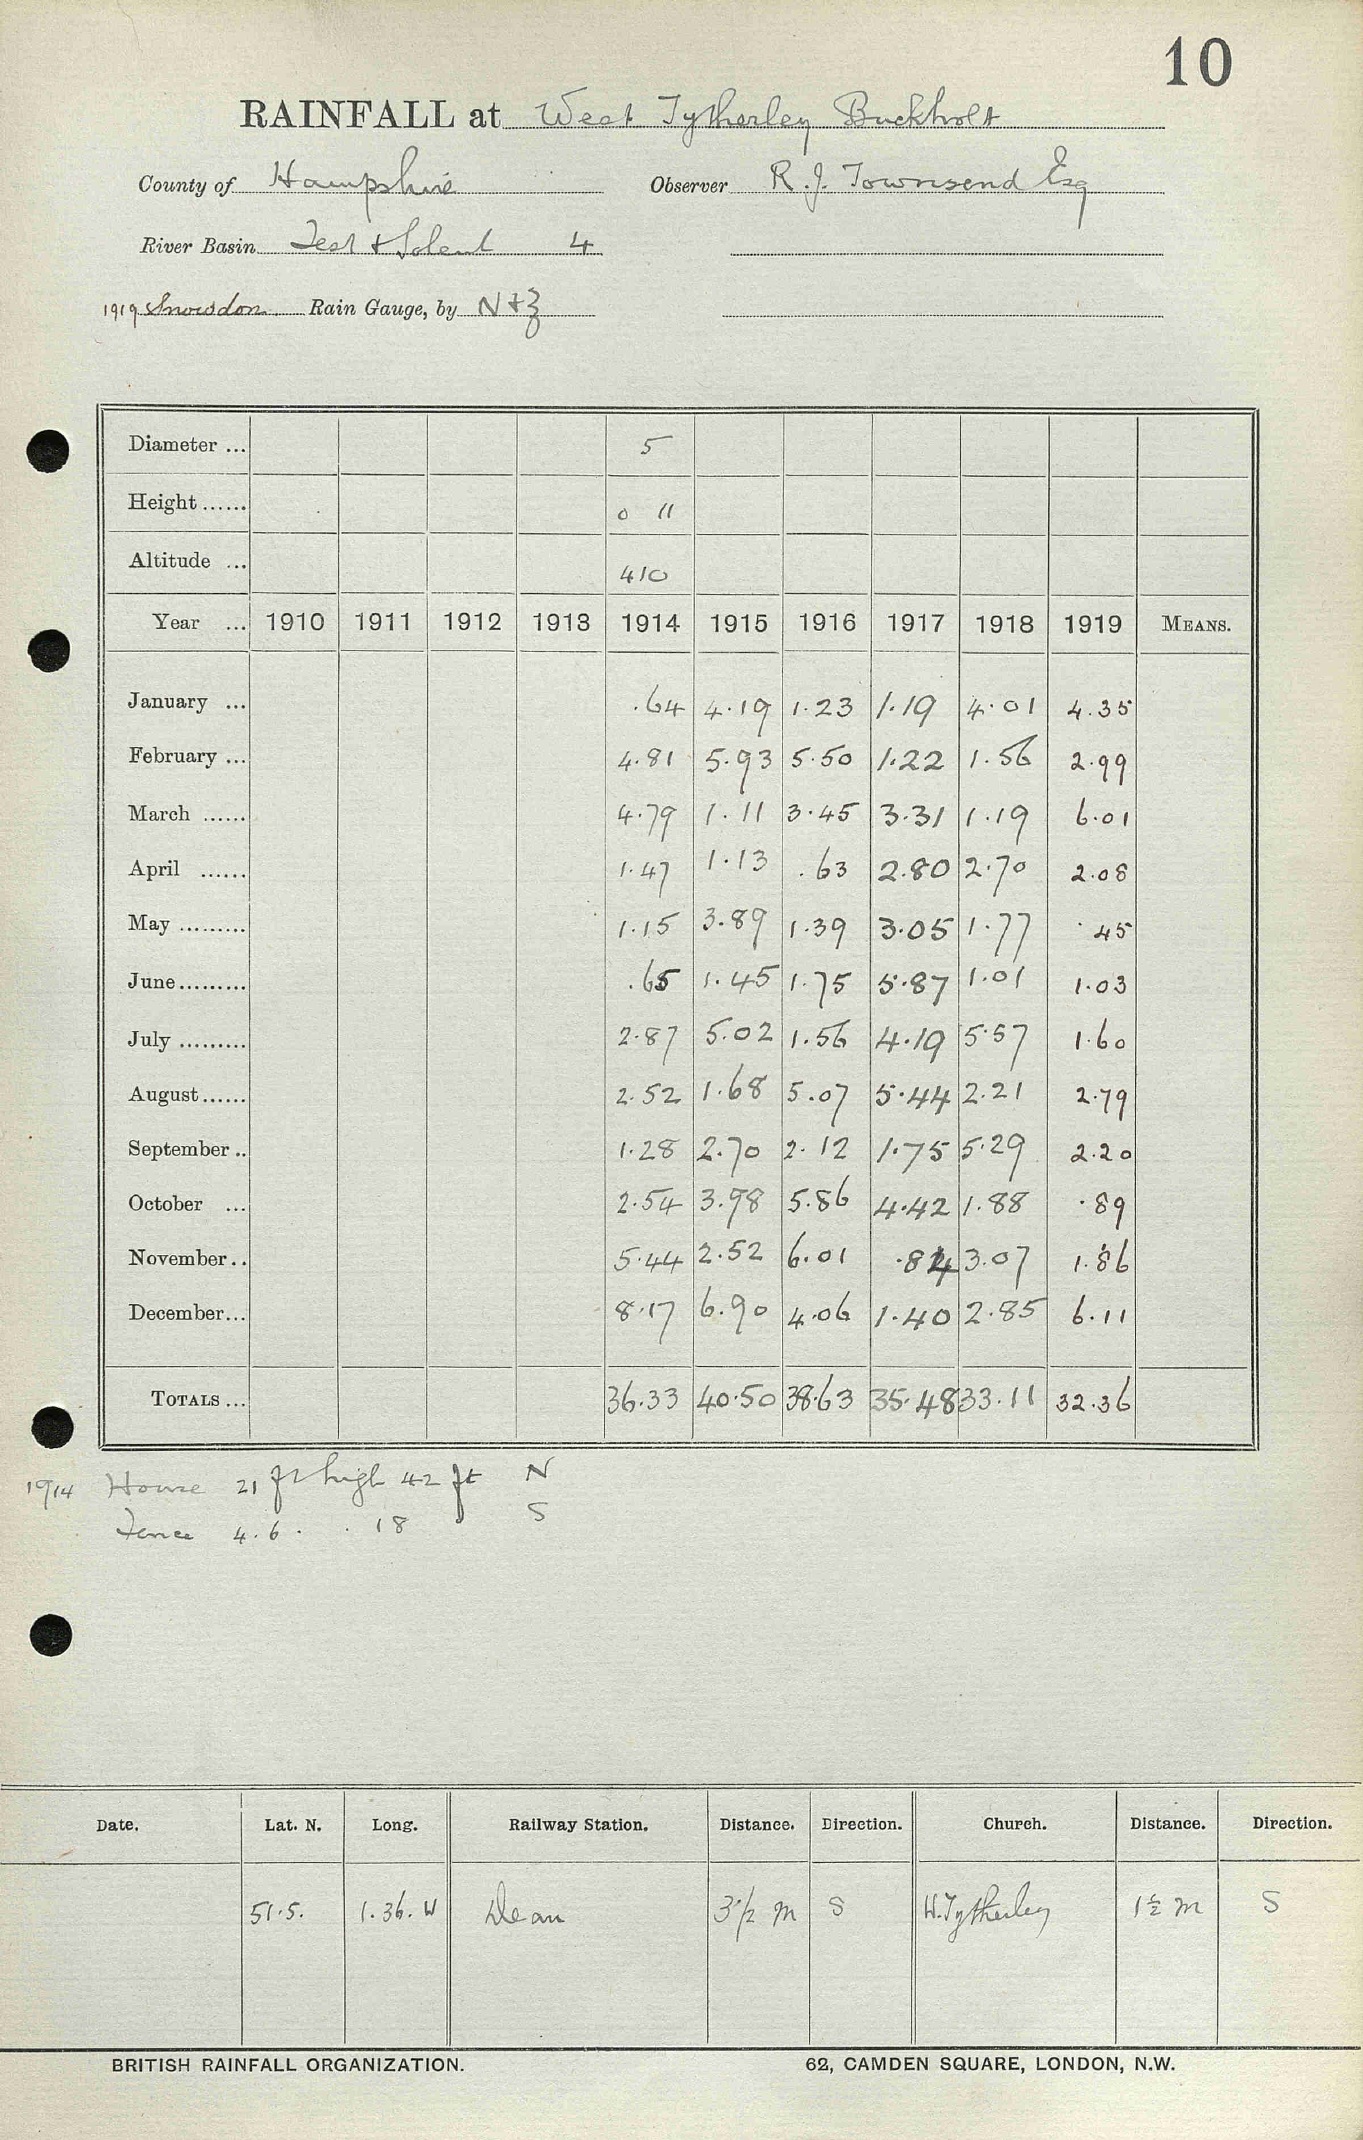 10
RAINFALL at West Tytherley Buckholt
County of Hampshire Observer R. J. Townsend Esq
River Basin Test & Solent 4
1919 Snowdon Rain Gauge, by N & Z
Diameter ... 5
Height ...... 0 11
Altitude ... 410
Year ... 1910 1911 1912 1913 1914 1915 1916 1917 1918 1919 MEANS.
January ... .64 4.19 1.23 1.19 4.01 4.35
February ... 4.81 5.93 5.50 1.22 1.56 2.99
March ...... 4.79 1.11 3.45 3.31 1.19 6.01
April ...... 1.47 1.13 .63 2.80 2.70 2.08
May ......... 1.15 3.89 1.39 3.05 1.77 .45
June ......... .65 1.45 1.75 5.87 1.01 1.03
July ......... 2.87 5.02 1.56 4.19 5.57 1.60
August ...... 2.52 1.68 5.07 5.44 2.21 2.79
September .. 1.28 2.70 2.12 1.75 5.29 2.20
October ... 2.54 3.98 5.86 4.42 1.88 .89
November .. 5.44 2.52 6.01 .84 3.07 1.86
December ... 8.17 6.90 4.06 1.40 2.85 6.11
TOTALS ... 36.33 40.50 38.63 35.48 33.11 32.36
1914 House 21 ft high 42 ft N
Fence 4.6. . 18 S
Date. Lat. N. Long. Railway Station. Distance. Direction. Church. Distance. Direction.
51.5. 1.36.W Dean 3 1/2 m S W. Tytherley 1 1/2 m S
BRITISH RAINFALL ORGANIZATION. 62, CAMDEN SQUARE, LONDON, N.W.